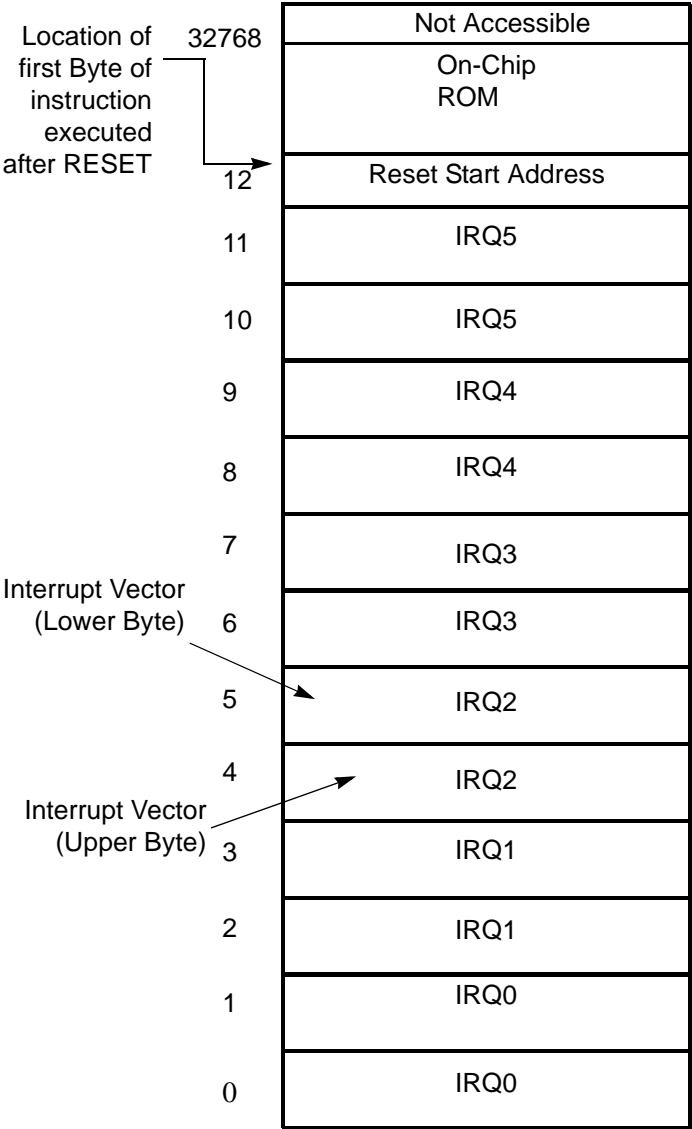 Not Accessible
Location of
first Byte of
instruction
executed
after RESET
32768
On-Chip
ROM
12
Reset Start Address
11
IRQ5
10
IRQ5
9
IRQ4
8
IRQ4
7
IRQ3
Interrupt Vector
(Lower Byte)
6
IRQ3
5
IRQ2
4
IRQ2
Interrupt Vector
(Upper Byte)
3
IRQ1
2
IRQ1
1
IRQ0
0
IRQ0